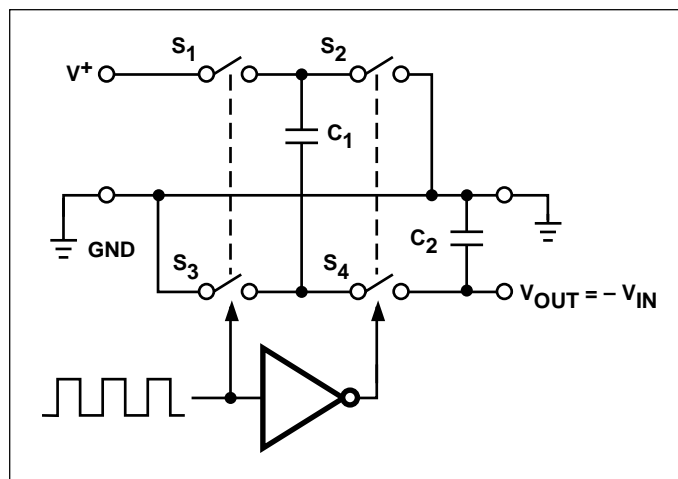 S1
S2
V+
C1
GND
C2
S3
S4
VOUT = – VIN